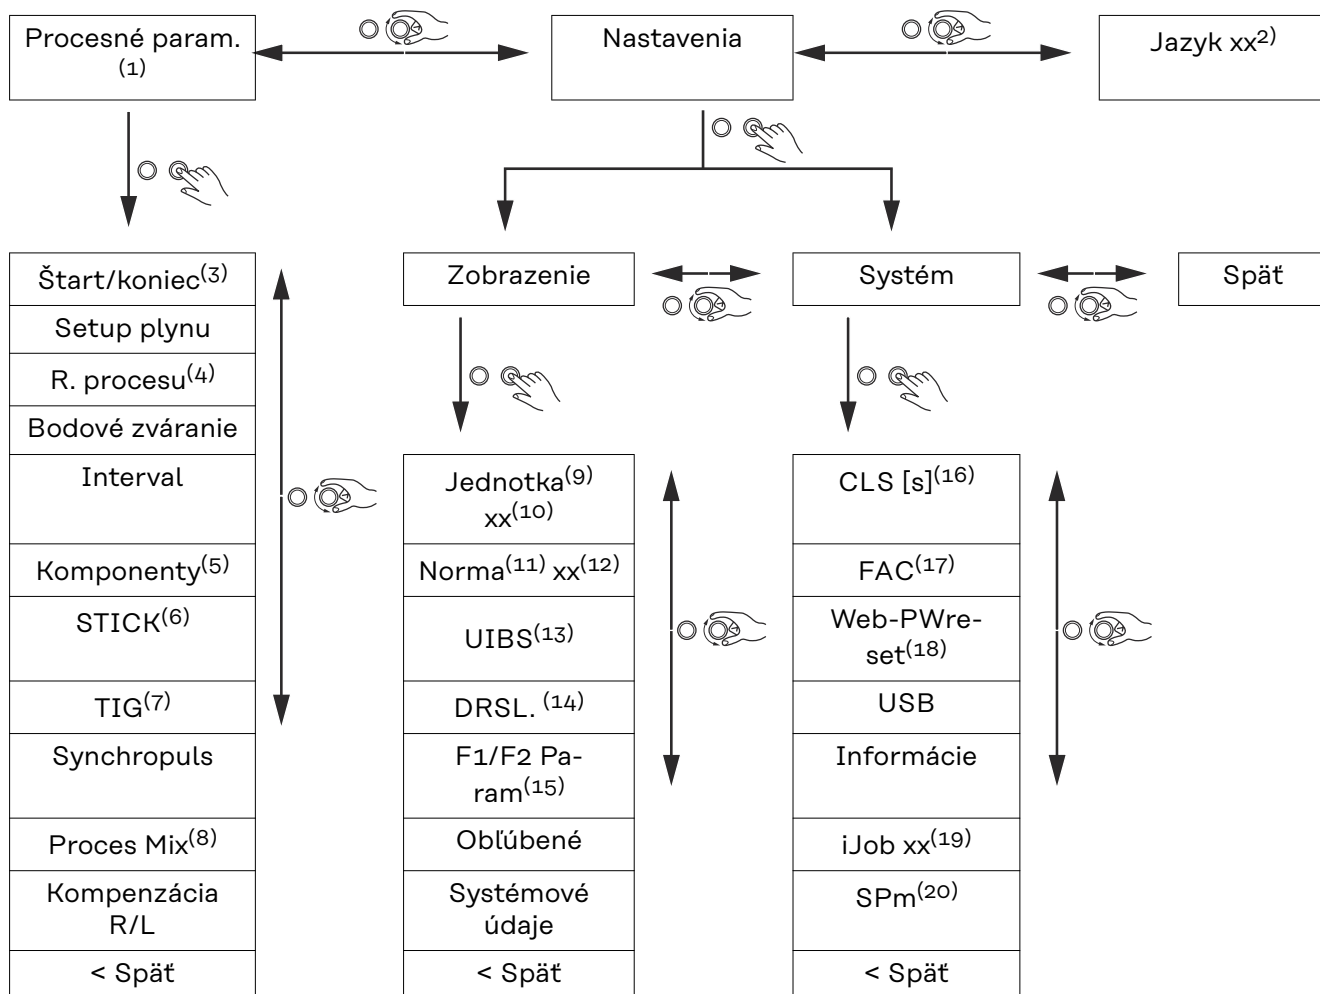 Procesné param.
(1)
Nastavenia
Jazyk xx2)
Štart/koniec(3)
Setup plynu
R. procesu(4)
Bodové zváranie
Interval
Komponenty(5)
STICK(6)
TIG(7)
Synchropuls
Proces Mix(8)
Kompenzácia
R/L
< Späť
Zobrazenie
Systém
Späť
Jednotka(9)
xx(10)
Norma(11) xx(12)
UIBS(13)
DRSL. (14)
F1/F2 Pa-
ram(15)
Obľúbené
Systémové
údaje
< Späť
CLS [s](16)
FAC(17)
Web-PWre-
set(18)
USB
Informácie
iJob xx(19)
SPm(20)
< Späť